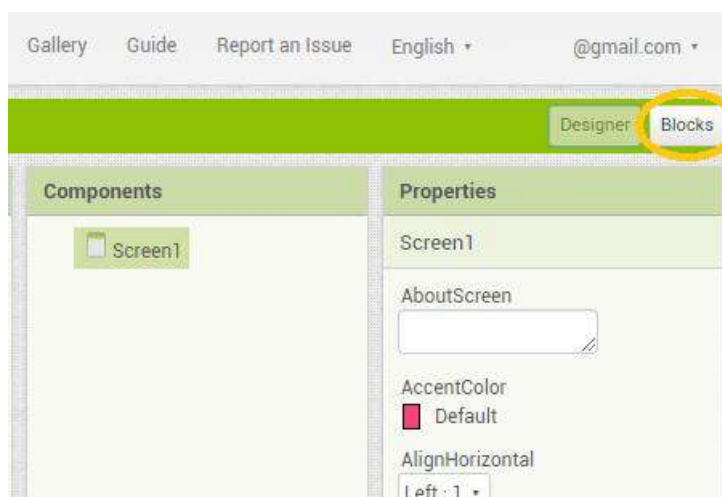 Gallery Guide Report an Issue English @gmail.com
Designer Blocks
Components Properties
Screen1 Screen1
AboutScreen
AccentColor
Default
AlignHorizontal
Left : 1